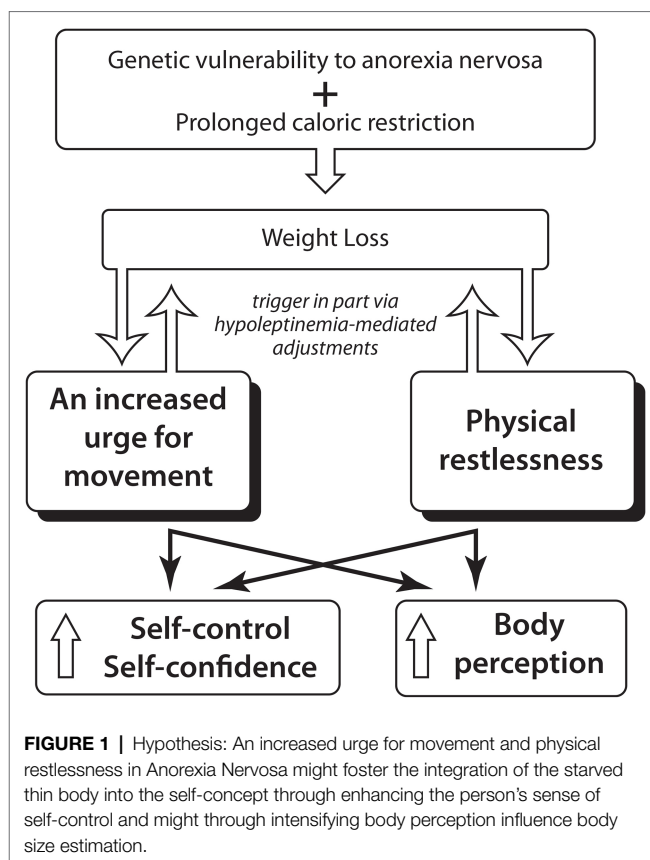 Genetic vulnerability to anorexia nervosa
+
Prolonged caloric restriction
Weight Loss
trigger in part via
hypoleptinemia-mediated
adjustments
An increased
urge for
movement
Physical
restlessness
Self-control
Self-confidence
Body
perception
FIGURE 1 | Hypothesis: An increased urge for movement and physical
restlessness in Anorexia Nervosa might foster the integration of the starved
thin body into the self-concept through enhancing the person’s sense of
self-control and might through intensifying body perception influence body
size estimation.